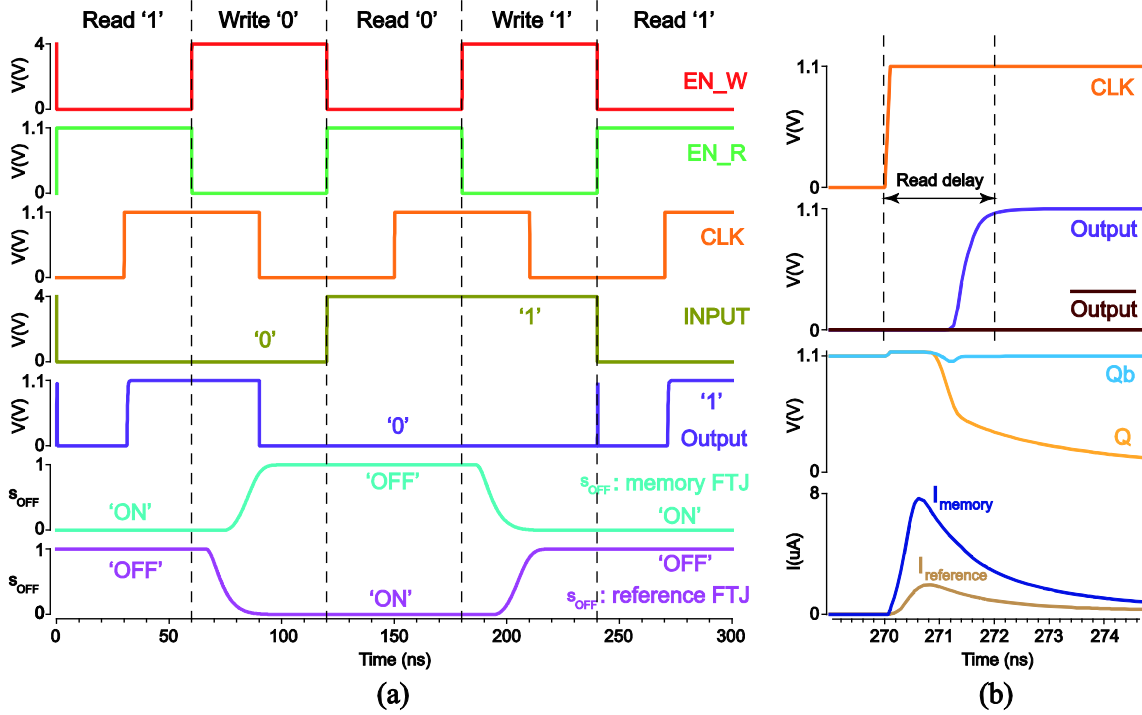 Read ‘1’ Write ‘0’ Read ‘0’ Write ‘1’ Read ‘1’
4
V(V)
0
EN_W
1.1
V(V)
0
EN_R
1.1
V(V)
0
CLK
4
V(V)
0
‘0’
‘1’
INPUT
1.1
V(V)
0
‘0’
‘1’
Output
1
sOFF
0
‘ON’
‘OFF’
sOFF: memory FTJ
‘ON’
1
sOFF
0
‘OFF’
‘ON’
‘OFF’
sOFF: reference FTJ
0 50 100 150 200 250 300
Time (ns)
(a)
1.1
V(V)
0
CLK
Read delay
1.1
V(V)
0
Output
Output
1.1
V(V)
0
Qb
Q
8
I(uA)
0
Imemory
Ireference
270 271 272 273 274
Time (ns)
(b)